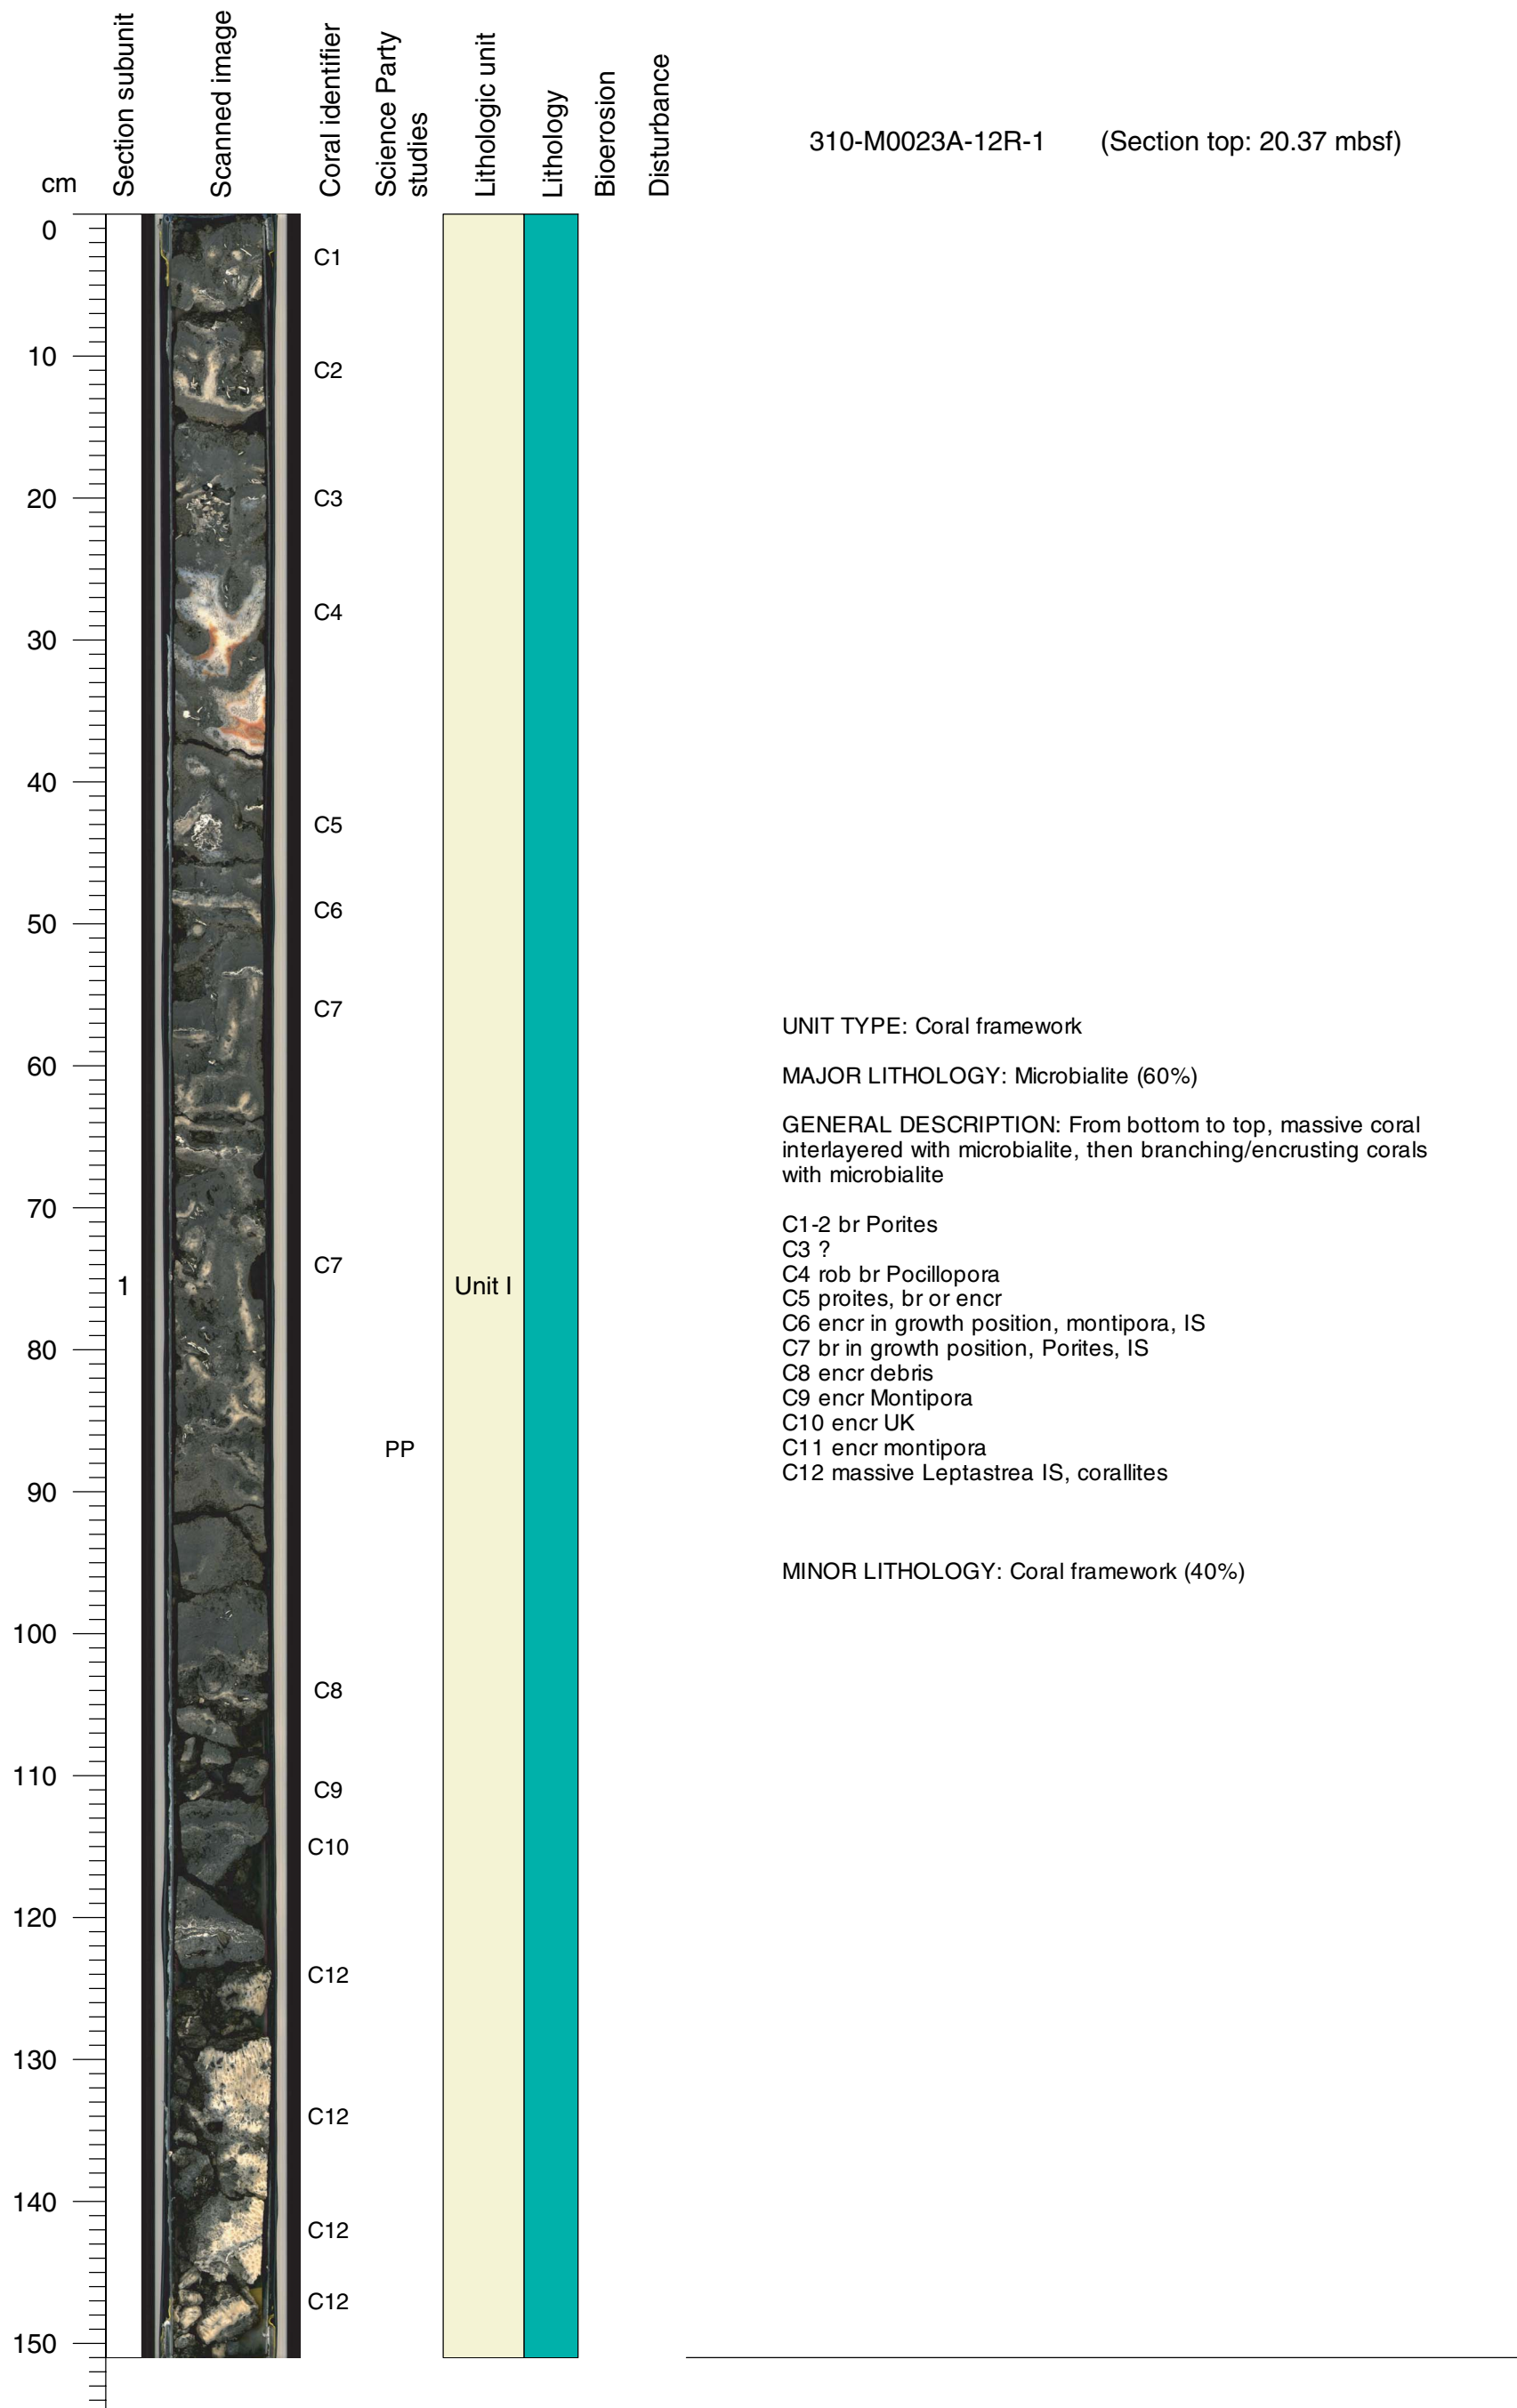 Section subunit
Scanned image
Coral identifier
Science Party
studies
Lithologic unit
Lithology
Bioerosion
Disturbance
310-M0023A-12R-1 (Section top: 20.37 mbsf)
cm
0
C1
10
C2
20
C3
C4
30
40
C5
C6
50
C7
UNIT TYPE: Coral framework
60
MAJOR LITHOLOGY: Microbialite (60%)
GENERAL DESCRIPTION: From bottom to top, massive coral
interlayered with microbialite, then branching/encrusting corals
with microbialite
70
C1-2 br Porites
C3 ?
C7
C4 rob br Pocillopora
1
Unit I
C5 proites, br or encr
C6 encr in growth position, montipora, IS
80
C7 br in growth position, Porites, IS
C8 encr debris
C9 encr Montipora
C10 encr UK
PP
C11 encr montipora
C12 massive Leptastrea IS, corallites
90
MINOR LITHOLOGY: Coral framework (40%)
100
C8
110
C9
C10
120
C12
130
C12
140
C12
C12
150